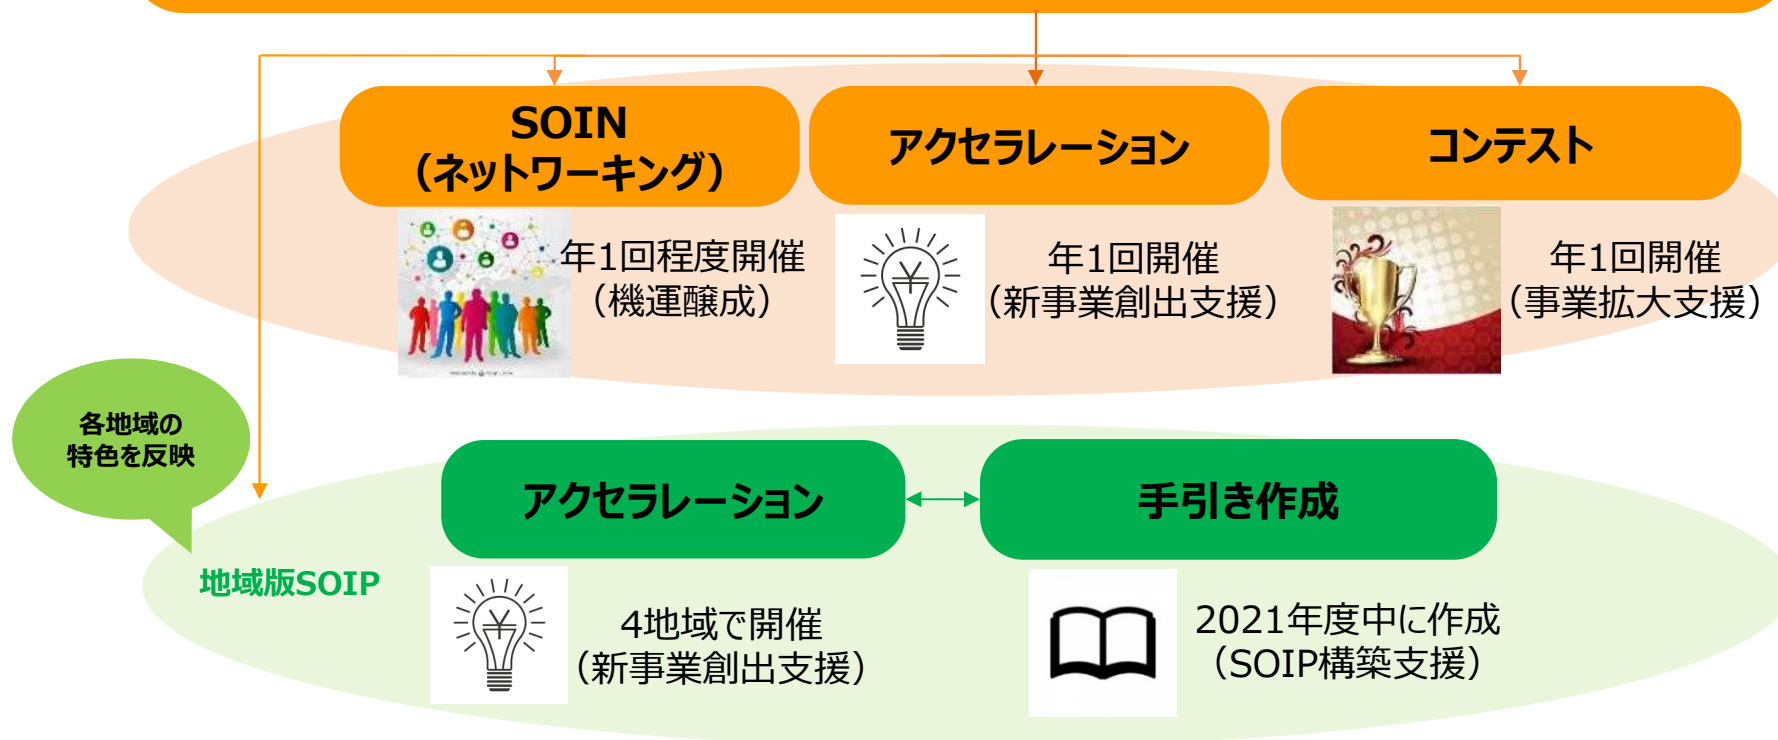 SOIN
（ネットワーキング）
アクセラレーション
コンテスト
年1回程度開催
（機運醸成）
年1回開催
（新事業創出支援）
年1回開催
（事業拡大支援）
各地域の
特色を反映
地域版SOIP
アクセラレーション
手引き作成
4地域で開催
（新事業創出支援）
2021年度中に作成
（SOIP構築支援）